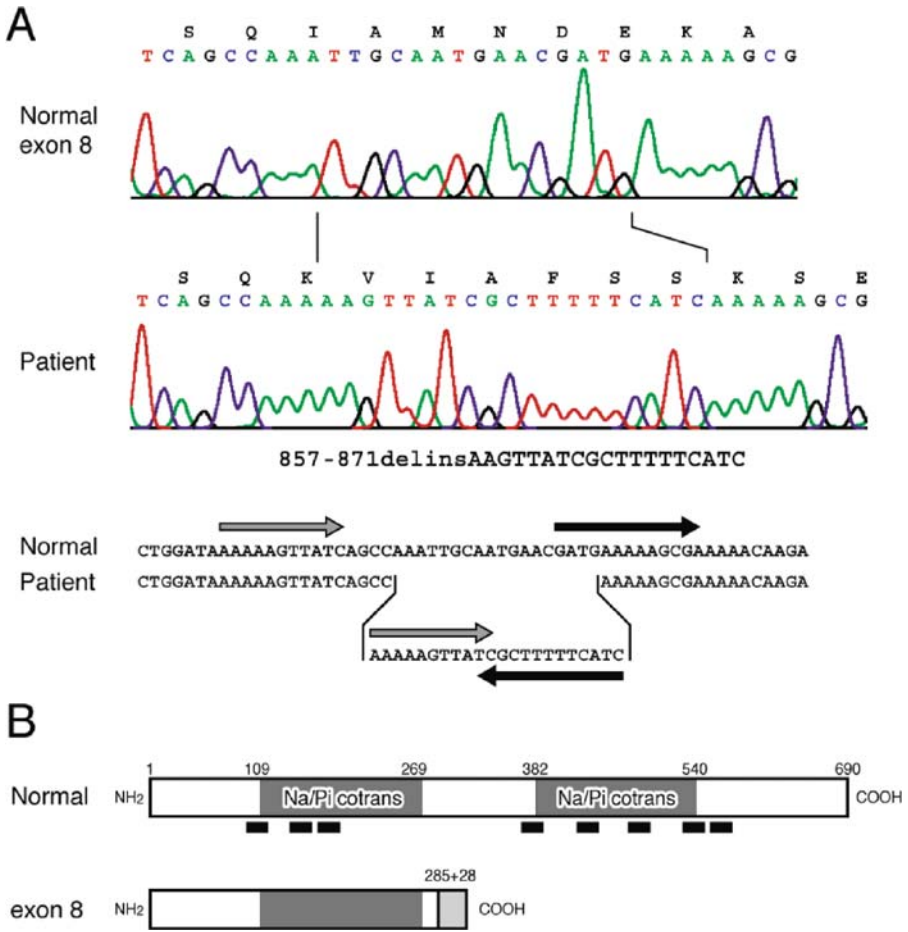 A
S Q I A M N D E K A
TCAGCCAAATTGCAATGAACGATGAAAAAGCG
Normal
exon 8
S Q K V I A F S S K S E
TCAGCCAAAAAGTTATCGCTTTTTCATCAAAAAGCG
Patient
857-871delinsAAGTTATCGCTTTTTCATC
Normal CTGGATAAAAAAGTTATCAGCCAAATTGCAATGAACGATGAAAAAGCGAAAAACAAGA
Patient CTGGATAAAAAAGTTATCAGCC AAAAAGCGAAAAACAAGA
AAAAAGTTATCGCTTTTTCATC
B
1 109 269 382 540 690
Normal NH2 Na/Pi cotrans Na/Pi cotrans COOH
285+28
exon 8 NH2 COOH